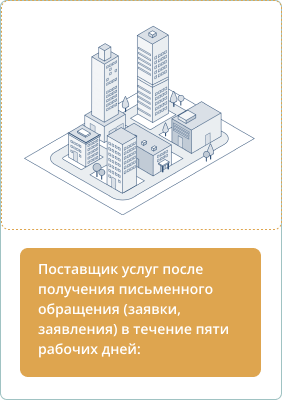 Поставщик услуг после
получения письменного
обращения (заявки,
заявления) в течение пяти
рабочих дней: